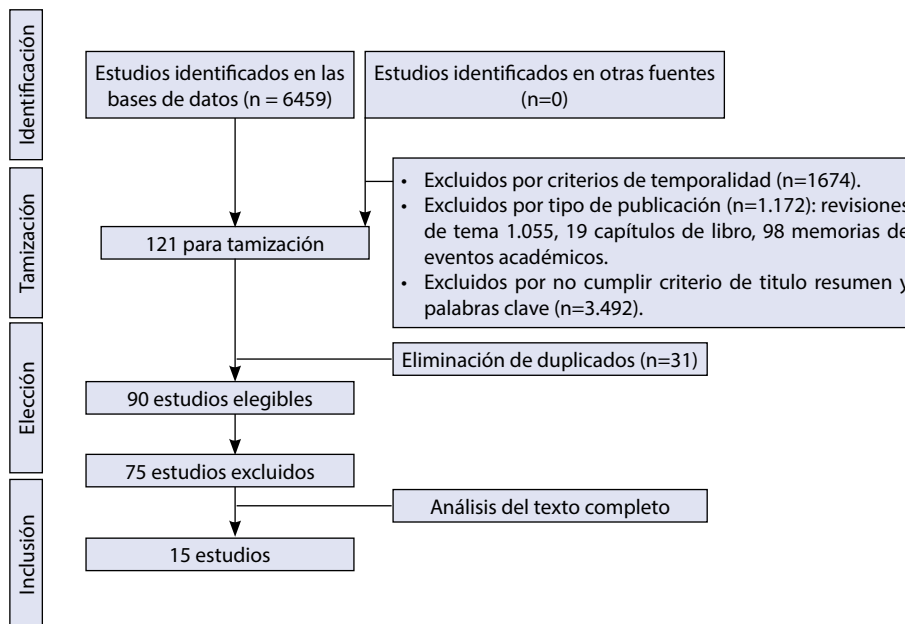 Identificación
Estudios identificados en las
bases de datos (n = 6459)
Estudios identificados en otras fuentes
(n=0)
Tamización
121 para tamización
• Excluidos por criterios de temporalidad (n=1674).
• Excluidos por tipo de publicación (n=1.172): revisiones
de tema 1.055, 19 capítulos de libro, 98 memorias de
eventos académicos.
• Excluidos por no cumplir criterio de titulo resumen y
palabras clave (n=3.492).
Elección
Eliminación de duplicados (n=31)
90 estudios elegibles
75 estudios excluidos
Inclusión
Análisis del texto completo
15 estudios